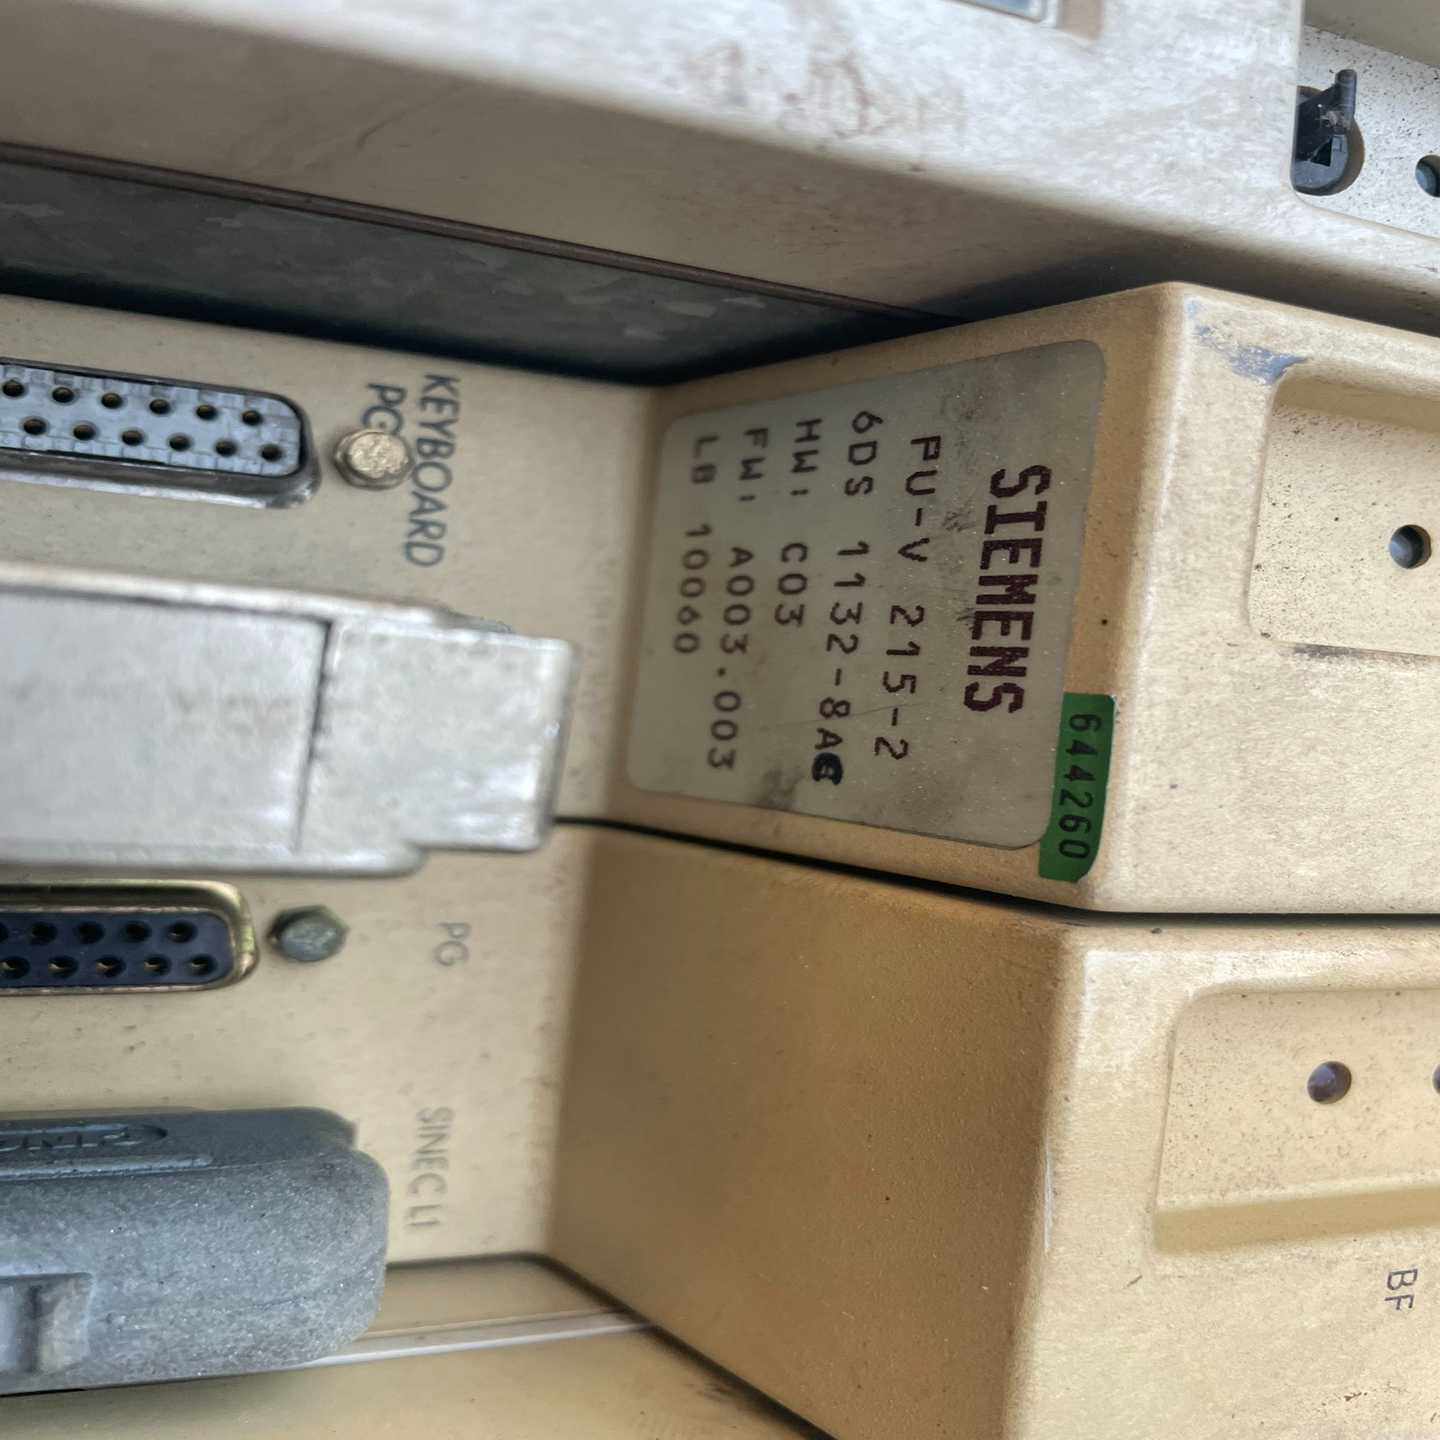 SIEMENS
PU-V 215-2
6DS 1132-8A
HW: C03
FW: A003.003
LB 10060
644260
KEYBOARD
PG
PG
SINEC L1
BF